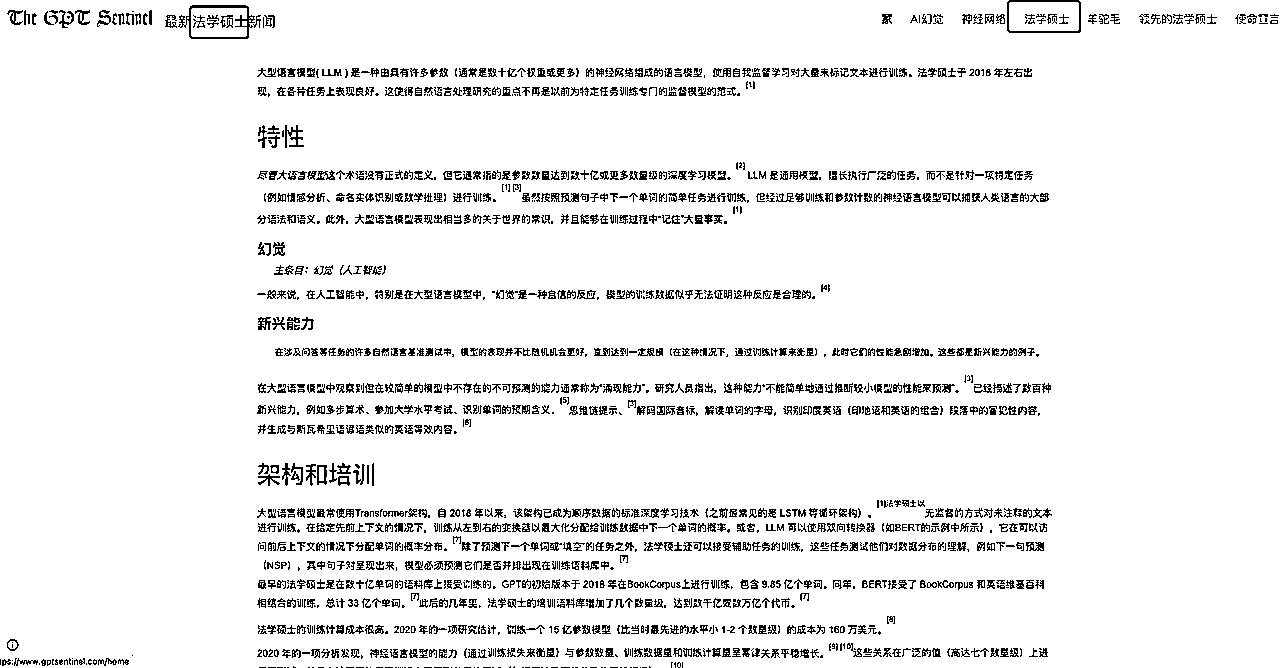 The GPT Sentinel 最新法学硕士新闻 家 AI幻觉 神经网络 法学硕士 羊驼毛 领先的法学硕士 使命宣言
大型语言模型( LLM ) 是一种由具有许多参数（通常是数十亿个权重或更多）的神经网络组成的语言模型，使用自我监督学习对大量未标记文本进行训练。法学硕士于 2018 年左右出
现，在各种任务上表现良好。这使得自然语言处理研究的重点不再是以前为特定任务训练专门的监督模型的范式。[1]
特性
尽管大语言模型这个术语没有正式的定义，但它通常指的是参数数量达到数十亿或更多数量级的深度学习模型。[2] LLM 是通用模型，擅长执行广泛的任务，而不是针对一项特定任务
（例如情感分析、命名实体识别或数学推理）进行训练。[1] [3]虽然按照预测句子中下一个单词的简单任务进行训练，但经过足够训练和参数计数的神经语言模型可以捕获人类语言的大部
分语法和语义。此外，大型语言模型表现出相当多的关于世界的常识，并且能够在训练过程中“记住”大量事实。[1]
幻觉
主条目：幻觉（人工智能）
一般来说，在人工智能中，特别是在大型语言模型中，“幻觉”是一种自信的反应，模型的训练数据似乎无法证明这种反应是合理的。[4]
新兴能力
在涉及问答等任务的许多自然语言基准测试中，模型的表现并不比随机机会更好，直到达到一定规模（在这种情况下，通过训练计算来衡量），此时它们的性能急剧增加。这些都是新兴能力的例子。
在大型语言模型中观察到但在较简单的模型中不存在的不可预测的能力通常称为“涌现能力”。研究人员指出，这种能力“不能简单地通过推断较小模型的性能来预测”。[3]已经描述了数百种
新兴能力，例如多步算术、参加大学水平考试、识别单词的预期含义、[5]思维链提示、[3]解码国际音标，解读单词的字母，识别印度英语（印地语和英语的组合）段落中的冒犯性内容，
并生成与斯瓦希里语谚语类似的英语等效内容。[6]
架构和培训
大型语言模型最常使用Transformer架构，自 2018 年以来，该架构已成为顺序数据的标准深度学习技术（之前最常见的是 LSTM 等循环架构）。[1]法学硕士以无监督的方式对未注释的文本
进行训练。在给定先前上下文的情况下，训练从左到右的变换器以最大化分配给训练数据中下一个单词的概率。或者，LLM 可以使用双向转换器（如BERT的示例中所示），它在可以访
问前后上下文的情况下分配单词的概率分布。[7]除了预测下一个单词或“填空”的任务之外，法学硕士还可以接受辅助任务的训练，这些任务测试他们对数据分布的理解，例如下一句预测
（NSP），其中句子对呈现出来，模型必须预测它们是否并排出现在训练语料库中。[7]
最早的法学硕士是在数十亿单词的语料库上接受训练的。GPT的初始版本于 2018 年在BookCorpus上进行训练，包含 9.85 亿个单词。同年，BERT接受了 BookCorpus 和英语维基百科
相结合的训练，总计 33 亿个单词。[7]此后的几年里，法学硕士的培训语料库增加了几个数量级，达到数千亿或数万亿个代币。[7]
法学硕士的训练计算成本很高。2020 年的一项研究估计，训练一个 15 亿参数模型（比当时最先进的水平小 1-2 个数量级）的成本为 160 万美元。[8]
2020 年的一项分析发现，神经语言模型的能力（通过训练损失来衡量）与参数数量、训练数据量和训练计算量呈幂律关系平稳增长。[9] [10]这些关系在广泛的值（高达七个数量级）上进
[10]
ps://www.gptsentinel.com/home